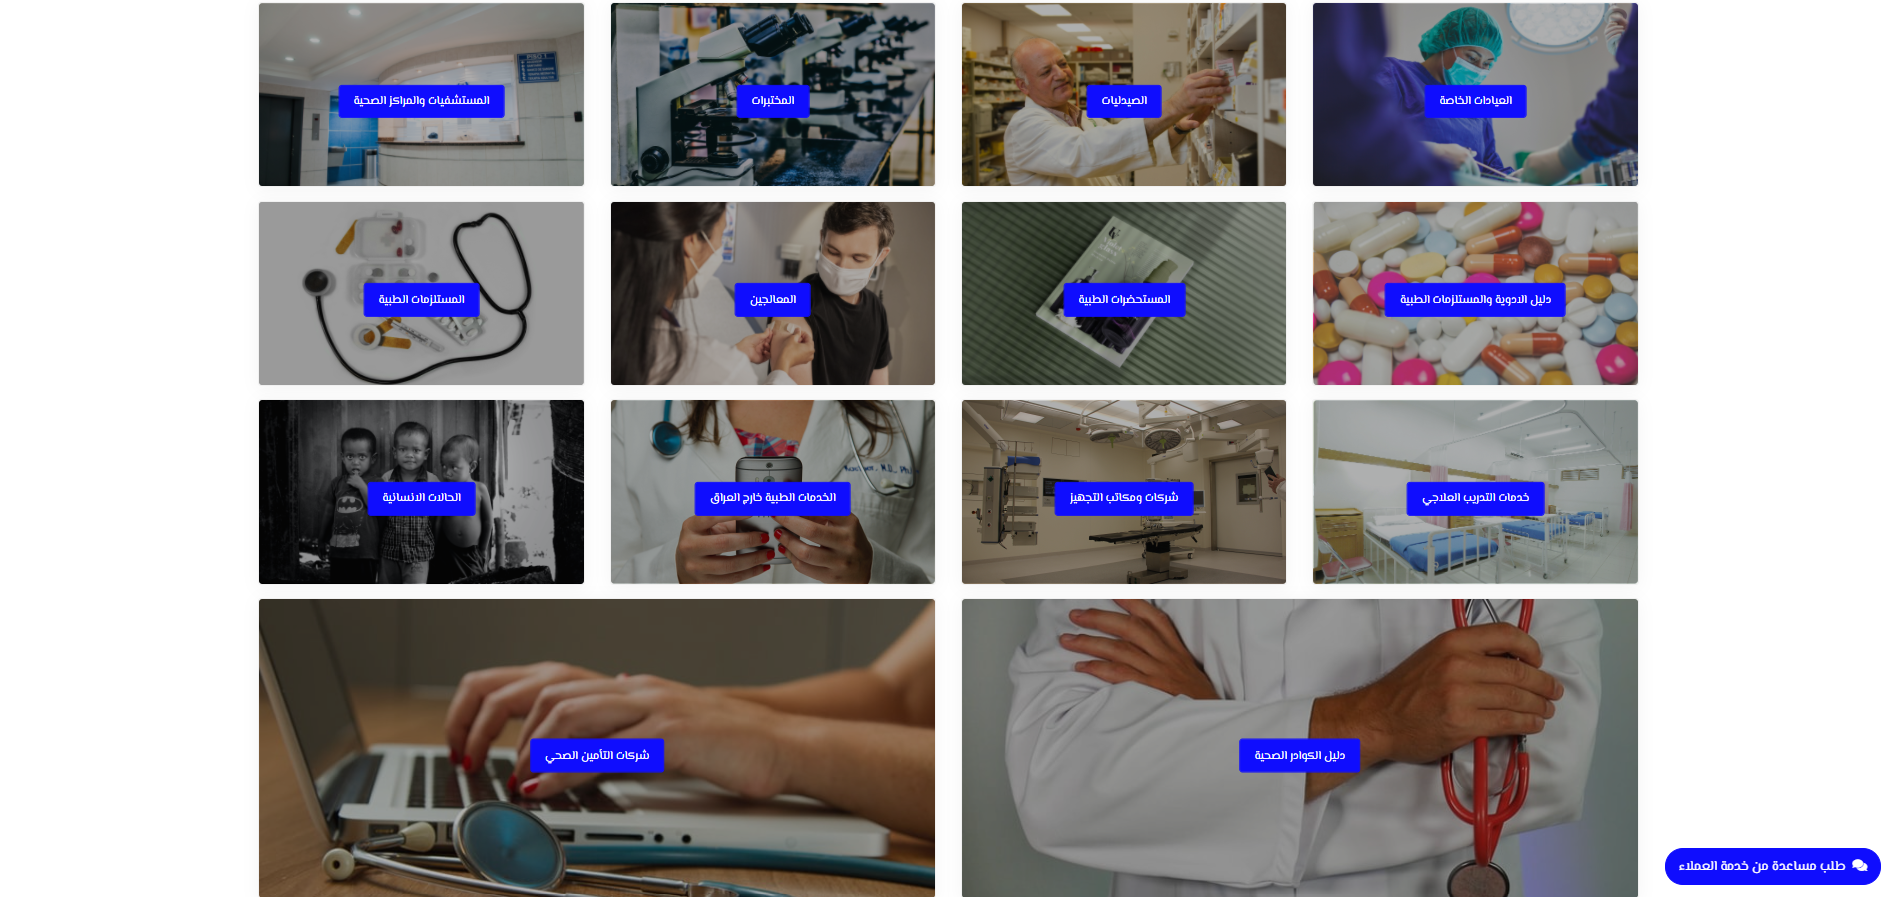 العيادات الخاصة
الصيدليات
المختبرات
المستشفيات والمراكز الصحية
دليل الادوية والمستلزمات الطبية
المستحضرات الطبية
المعالجين
المستلزمات الطبية
خدمات التدريب العلاجي
شركات ومكاتب التجهيز
الخدمات الطبية خارج العراق
الحالات الانسانية
دليل الكوادر الصحية
شركات التأمين الصحي
طلب مساعدة من خدمة العملاء